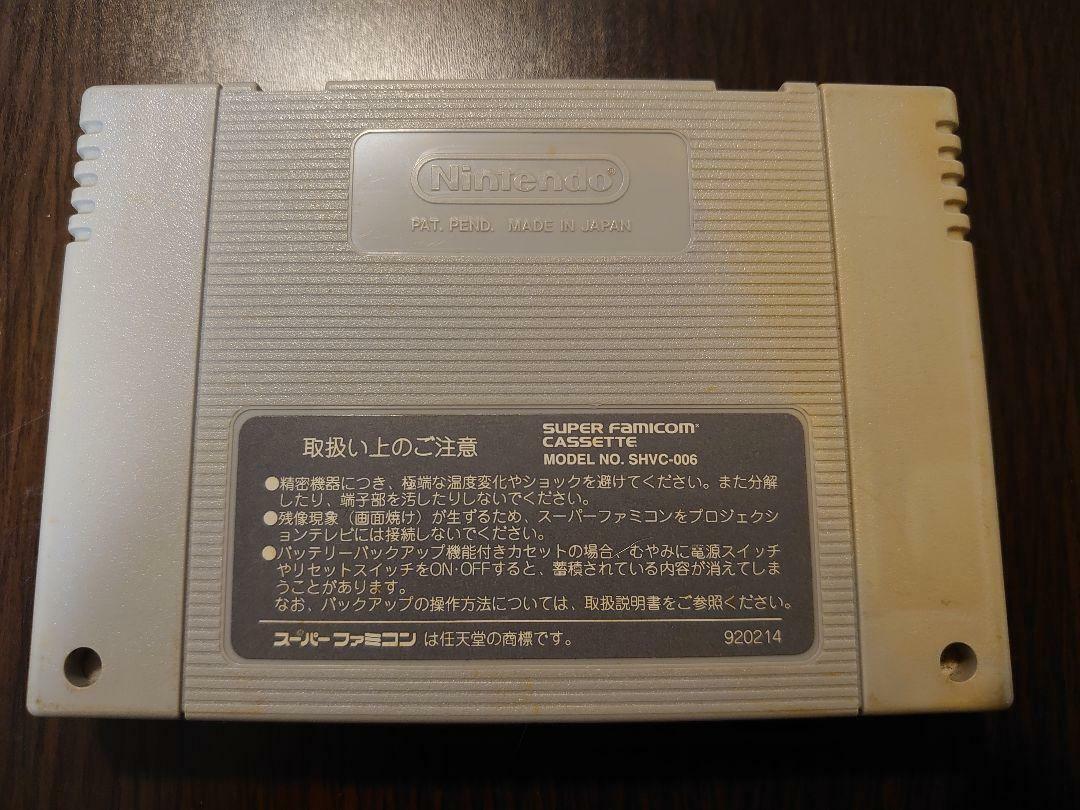 Nintendo®
PAT. PEND. MADE IN JAPAN
取扱い上のご注意
SUPER FAMICOM®
CASSETTE
MODEL NO. SHVC-006
●精密機器につき、極端な温度変化やショックを避けてください。また分解
したり、端子部を汚したりしないでください。
●残像現象（画面焼け）が生ずるため、スーパーファミコンをプロジェクシ
ョンテレビには接続しないでください。
●バッテリーバックアップ機能付きカセットの場合、むやみに電源スイッチ
やリセットスイッチをON·OFFすると、蓄積されている内容が消えてしま
うことがあります。
なお、バックアップの操作方法については、取扱説明書をご参照ください。
スーパーファミコン は任天堂の商標です。
920214